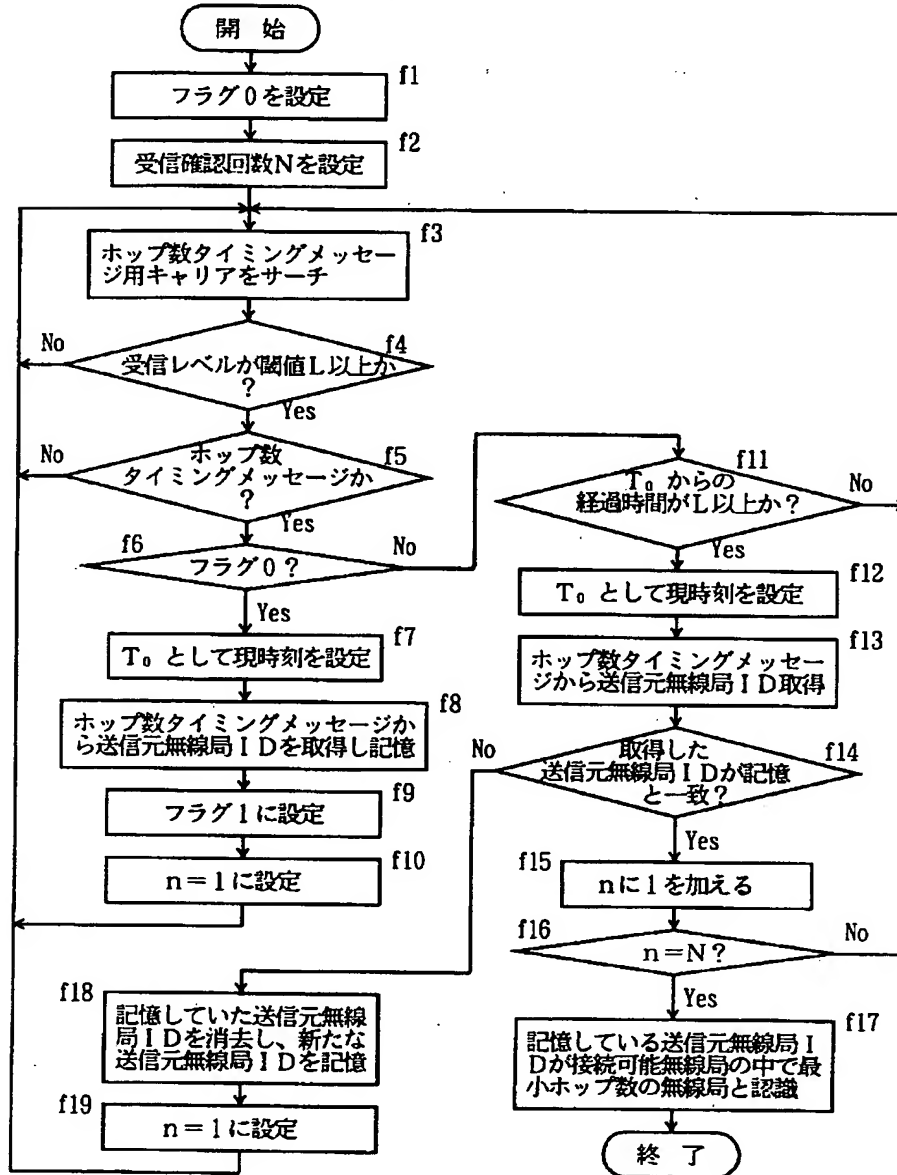 開 始
f1
フラグ0を設定
f2
受信確認回数Nを設定
f3
ホップ数タイミングメッセー
ジ用キャリアをサーチ
No
f4
受信レベルが閾値L以上か
?
Yes
No
f5
ホップ数
タイミングメッセージか
?
Yes
f6
フラグ0?
No
Yes
f7
T₀ として現時刻を設定
f8
ホップ数タイミングメッセージか
ら送信元無線局IDを取得し記憶
f9
フラグ1に設定
f10
n=1に設定
f11
T₀ からの
経過時間がL以上か?
No
Yes
f12
T₀ として現時刻を設定
f13
ホップ数タイミングメッセー
ジから送信元無線局ID取得
No
f14
取得した
送信元無線局IDが記憶
と一致?
Yes
f15
nに1を加える
f16
n=N?
No
Yes
f17
記憶している送信元無線局I
Dが接続可能無線局の中で最
小ホップ数の無線局と認識
終 了
f18
記憶していた送信元無線
局IDを消去し、新たな
送信元無線局IDを記憶
f19
n=1に設定